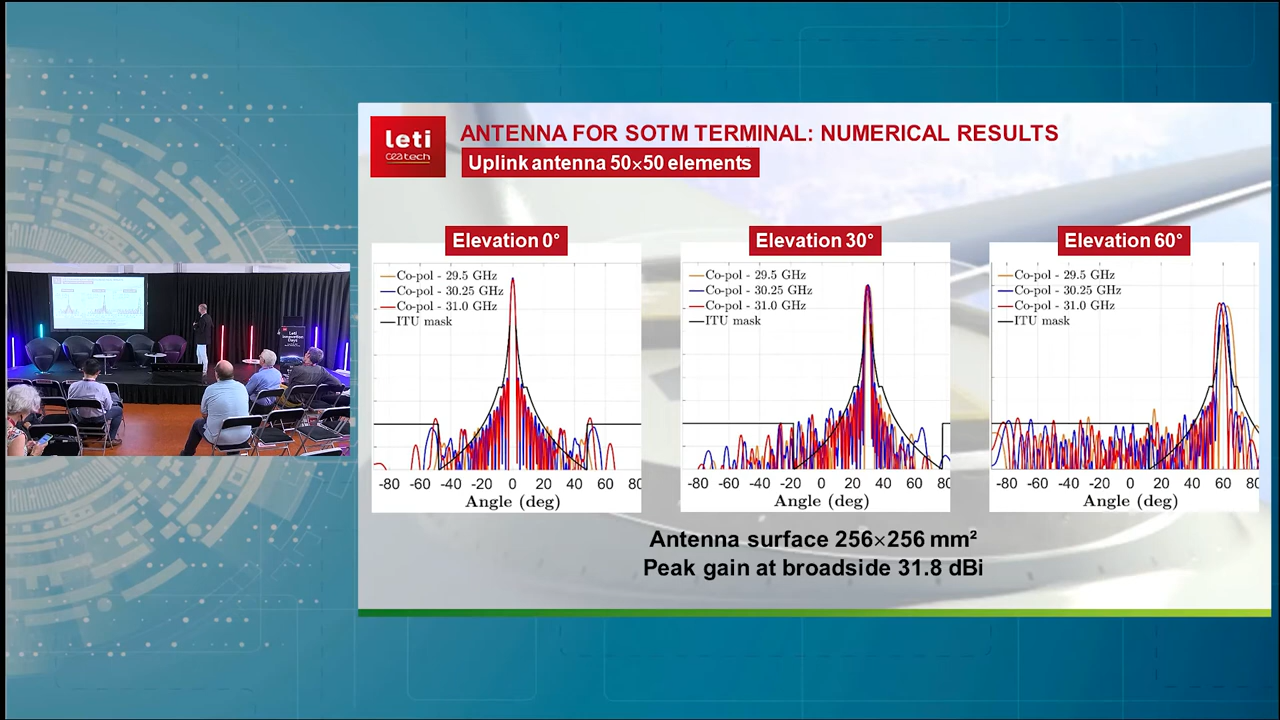 leti
cea tech
ANTENNA FOR SOTM TERMINAL: NUMERICAL RESULTS
Uplink antenna 50×50 elements
Elevation 0°
Co-pol - 29.5 GHz
Co-pol - 30.25 GHz
Co-pol - 31.0 GHz
ITU mask
-80 -60 -40 -20 0 20 40 60 80
Angle (deg)
Elevation 30°
Co-pol - 29.5 GHz
Co-pol - 30.25 GHz
Co-pol - 31.0 GHz
ITU mask
-80 -60 -40 -20 0 20 40 60 80
Angle (deg)
Elevation 60°
Co-pol - 29.5 GHz
Co-pol - 30.25 GHz
Co-pol - 31.0 GHz
ITU mask
-80 -60 -40 -20 0 20 40 60 80
Angle (deg)
Antenna surface 256×256 mm²
Peak gain at broadside 31.8 dBi
Leti
Innovation
Days